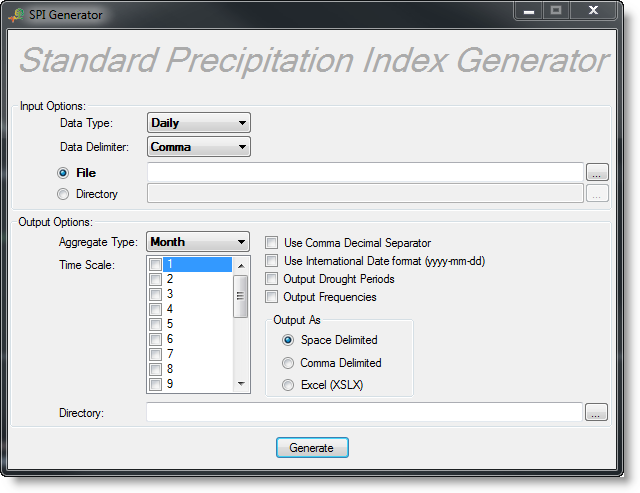 SPI Generator
Standard Precipitation Index Generator
Input Options:
Data Type: Daily
Data Delimiter: Comma
File ...
Directory ...
Output Options:
Aggregate Type: Month
Use Comma Decimal Separator
Time Scale: 1
Use International Date format (yyyy-mm-dd)
2
Output Drought Periods
3
Output Frequencies
4
5
Output As
6
Space Delimited
7
Comma Delimited
8
9
Excel (XSLX)
Directory: ...
Generate